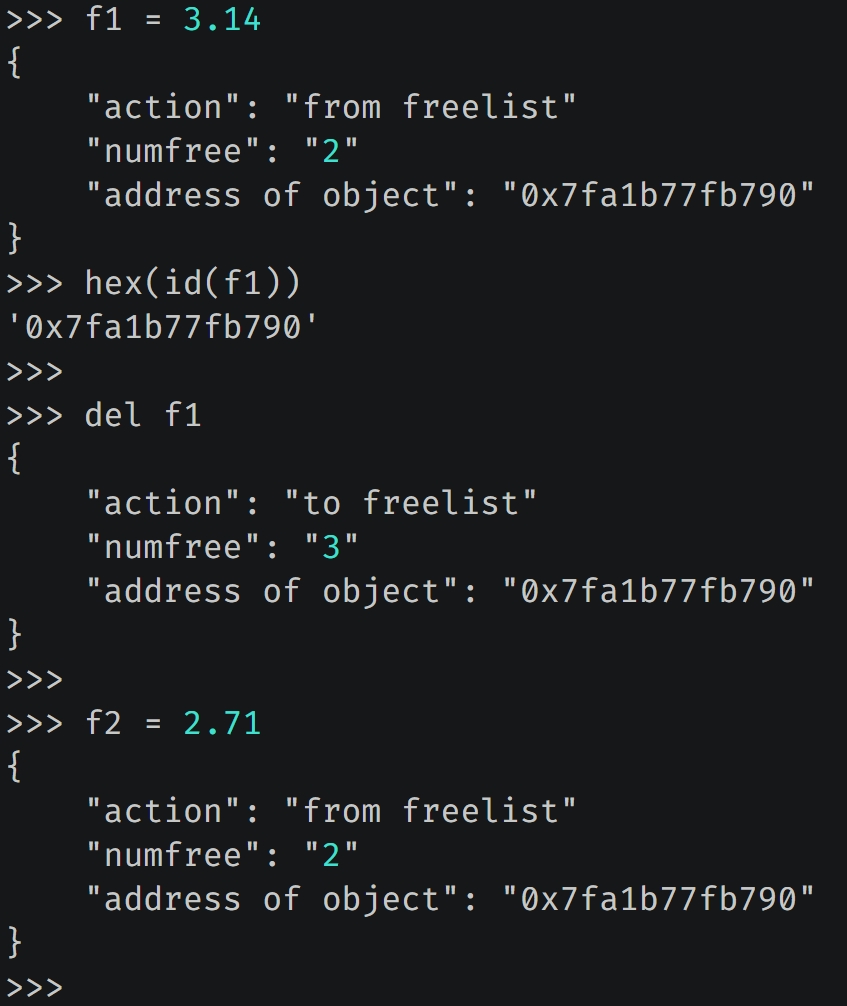 >>> f1 = 3.14
{
    "action": "from freelist"
    "numfree": "2"
    "address of object": "0x7fa1b77fb790"
}
>>> hex(id(f1))
'0x7fa1b77fb790'
>>>
>>> del f1
{
    "action": "to freelist"
    "numfree": "3"
    "address of object": "0x7fa1b77fb790"
}
>>>
>>> f2 = 2.71
{
    "action": "from freelist"
    "numfree": "2"
    "address of object": "0x7fa1b77fb790"
}
>>>